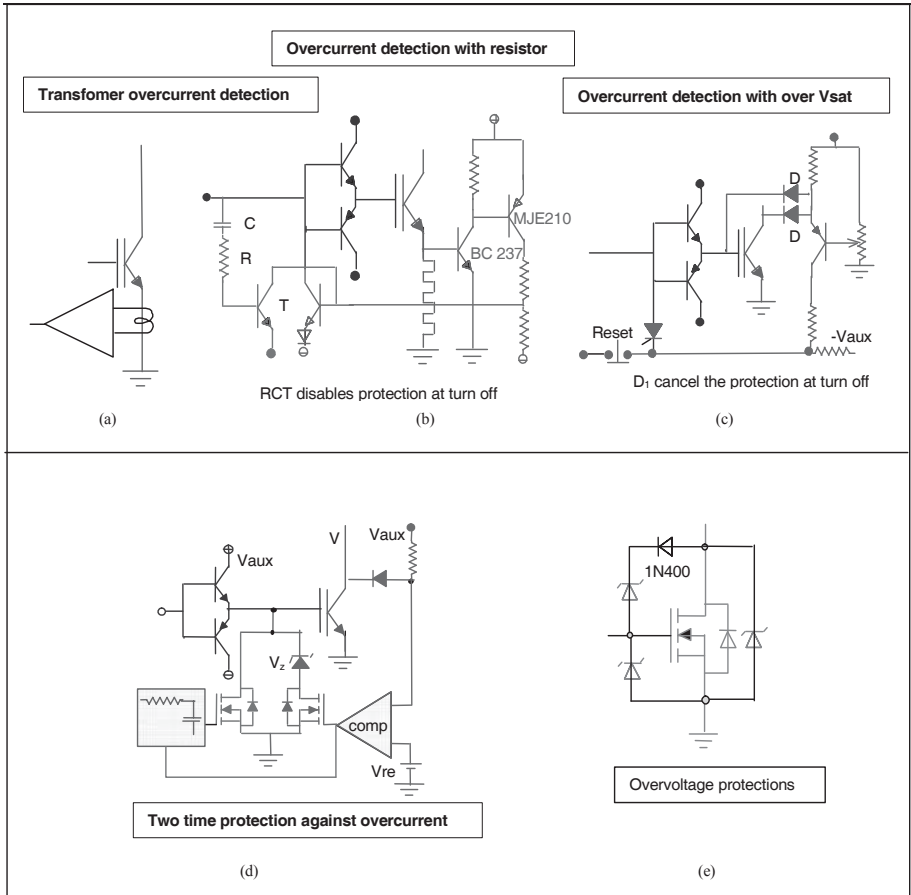 Overcurrent detection with resistor
Transfomer overcurrent detection
Overcurrent detection with over Vsat
C
R
T
BC 237
MJE210
D
D
Reset
-Vaux
RCT disables protection at turn off
D₁ cancel the protection at turn off
(a)
(b)
(c)
Vaux
V
Vaux
V₂
comp
Vre
1N400
Two time protection against overcurrent
Overvoltage protections
(d)
(e)